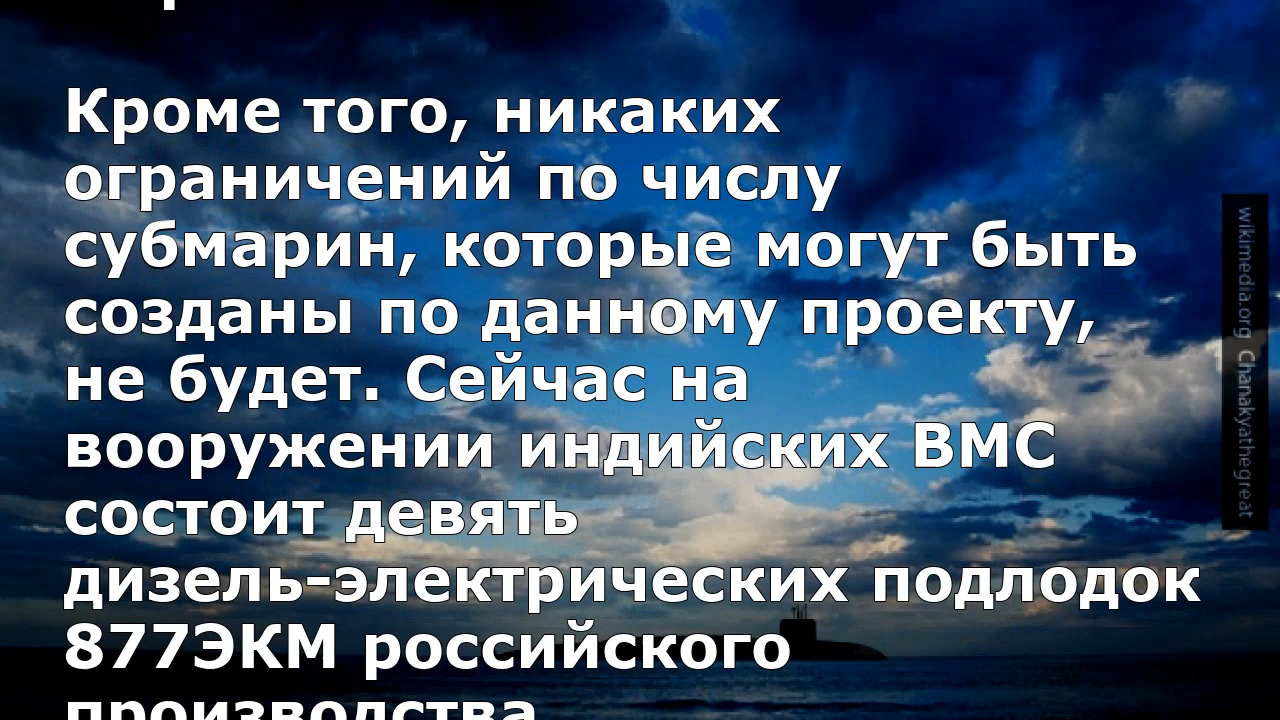 Кроме того, никаких
ограничений по числу
субмарин, которые могут быть
созданы по данному проекту,
не будет. Сейчас на
вооружении индийских ВМС
состоит девять
дизель-электрических подлодок
877ЭКМ российского
производства
wikimedia.org Chanakyathegreat